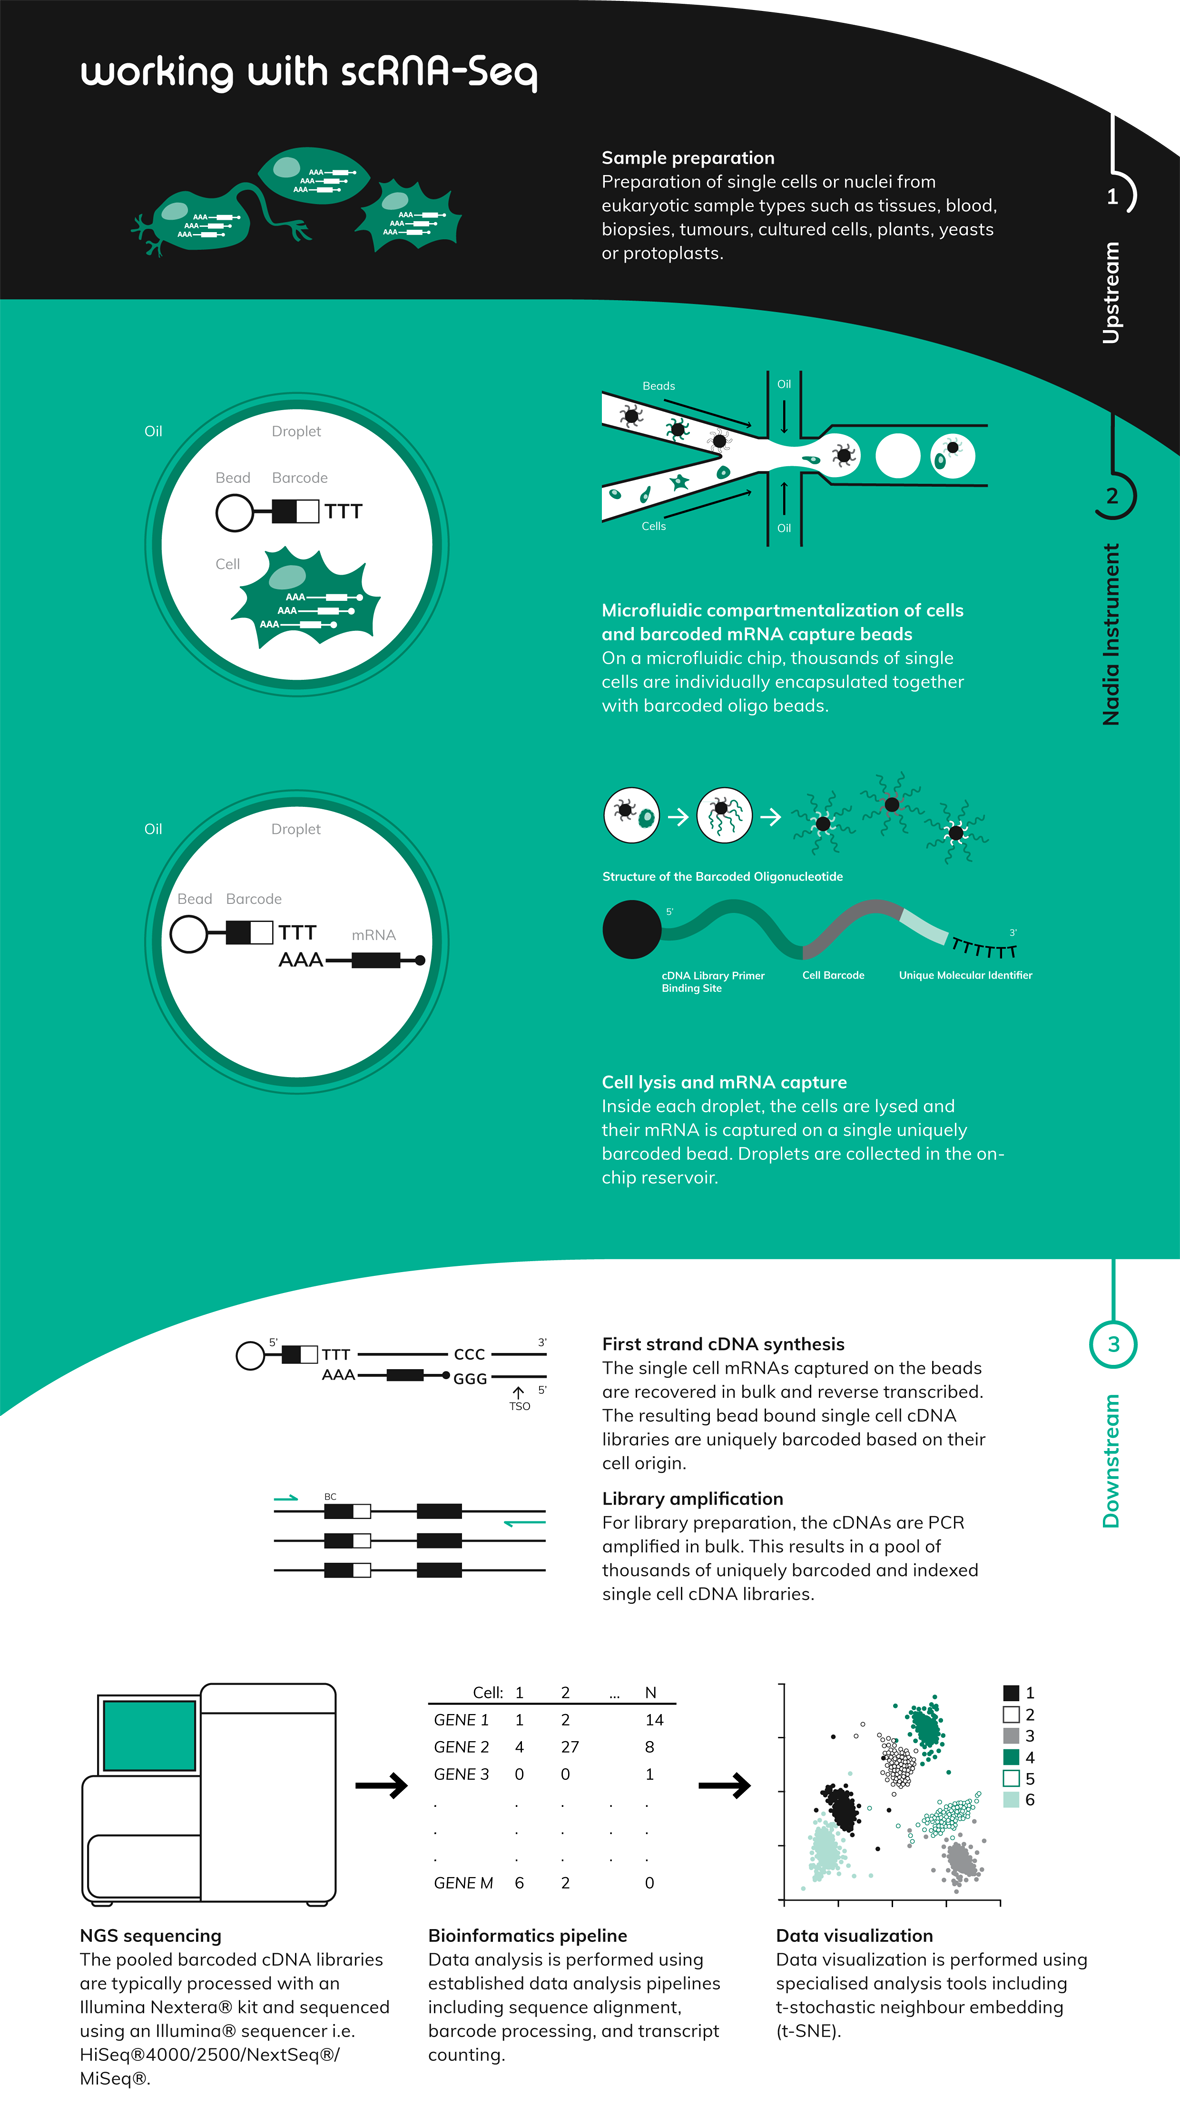 working with scRNA-Seq
AAA
AAA
AAA
AAA
AAA
AAA
AAA
AAA
AAA
Sample preparation
Preparation of single cells or nuclei from
eukaryotic sample types such as tissues, blood,
biopsies, tumours, cultured cells, plants, yeasts
or protoplasts.
1
Upstream
Oil
Droplet
Bead
Barcode
TTT
Cell
AAA
AAA
AAA
Beads
Oil
Cells
Oil
2
Nadia Instrument
Microfluidic compartmentalization of cells
and barcoded mRNA capture beads
On a microfluidic chip, thousands of single
cells are individually encapsulated together
with barcoded oligo beads.
Oil
Droplet
Bead
Barcode
TTT
mRNA
AAA
Structure of the Barcoded Oligonucleotide
5'
3'
TTTTTT
cDNA Library Primer
Binding Site
Cell Barcode
Unique Molecular Identifier
Cell lysis and mRNA capture
Inside each droplet, the cells are lysed and
their mRNA is captured on a single uniquely
barcoded bead. Droplets are collected in the on-
chip reservoir.
5'
3'
TTT
CCC
AAA
GGG
5'
TSO
First strand cDNA synthesis
The single cell mRNAs captured on the beads
are recovered in bulk and reverse transcribed.
The resulting bead bound single cell cDNA
libraries are uniquely barcoded based on their
cell origin.
3
Downstream
BC
Library amplification
For library preparation, the cDNAs are PCR
amplified in bulk. This results in a pool of
thousands of uniquely barcoded and indexed
single cell cDNA libraries.
Cell: 1 2 ... N
GENE 1 1 2 14
GENE 2 4 27 8
GENE 3 0 0 1
. . . . .
. . . . .
. . . . .
GENE M 6 2 0
1
2
3
4
5
6
NGS sequencing
The pooled barcoded cDNA libraries
are typically processed with an
Illumina Nextera® kit and sequenced
using an Illumina® sequencer i.e.
HiSeq®4000/2500/NextSeq®/
MiSeq®.
Bioinformatics pipeline
Data analysis is performed using
established data analysis pipelines
including sequence alignment,
barcode processing, and transcript
counting.
Data visualization
Data visualization is performed using
specialised analysis tools including
t-stochastic neighbour embedding
(t-SNE).